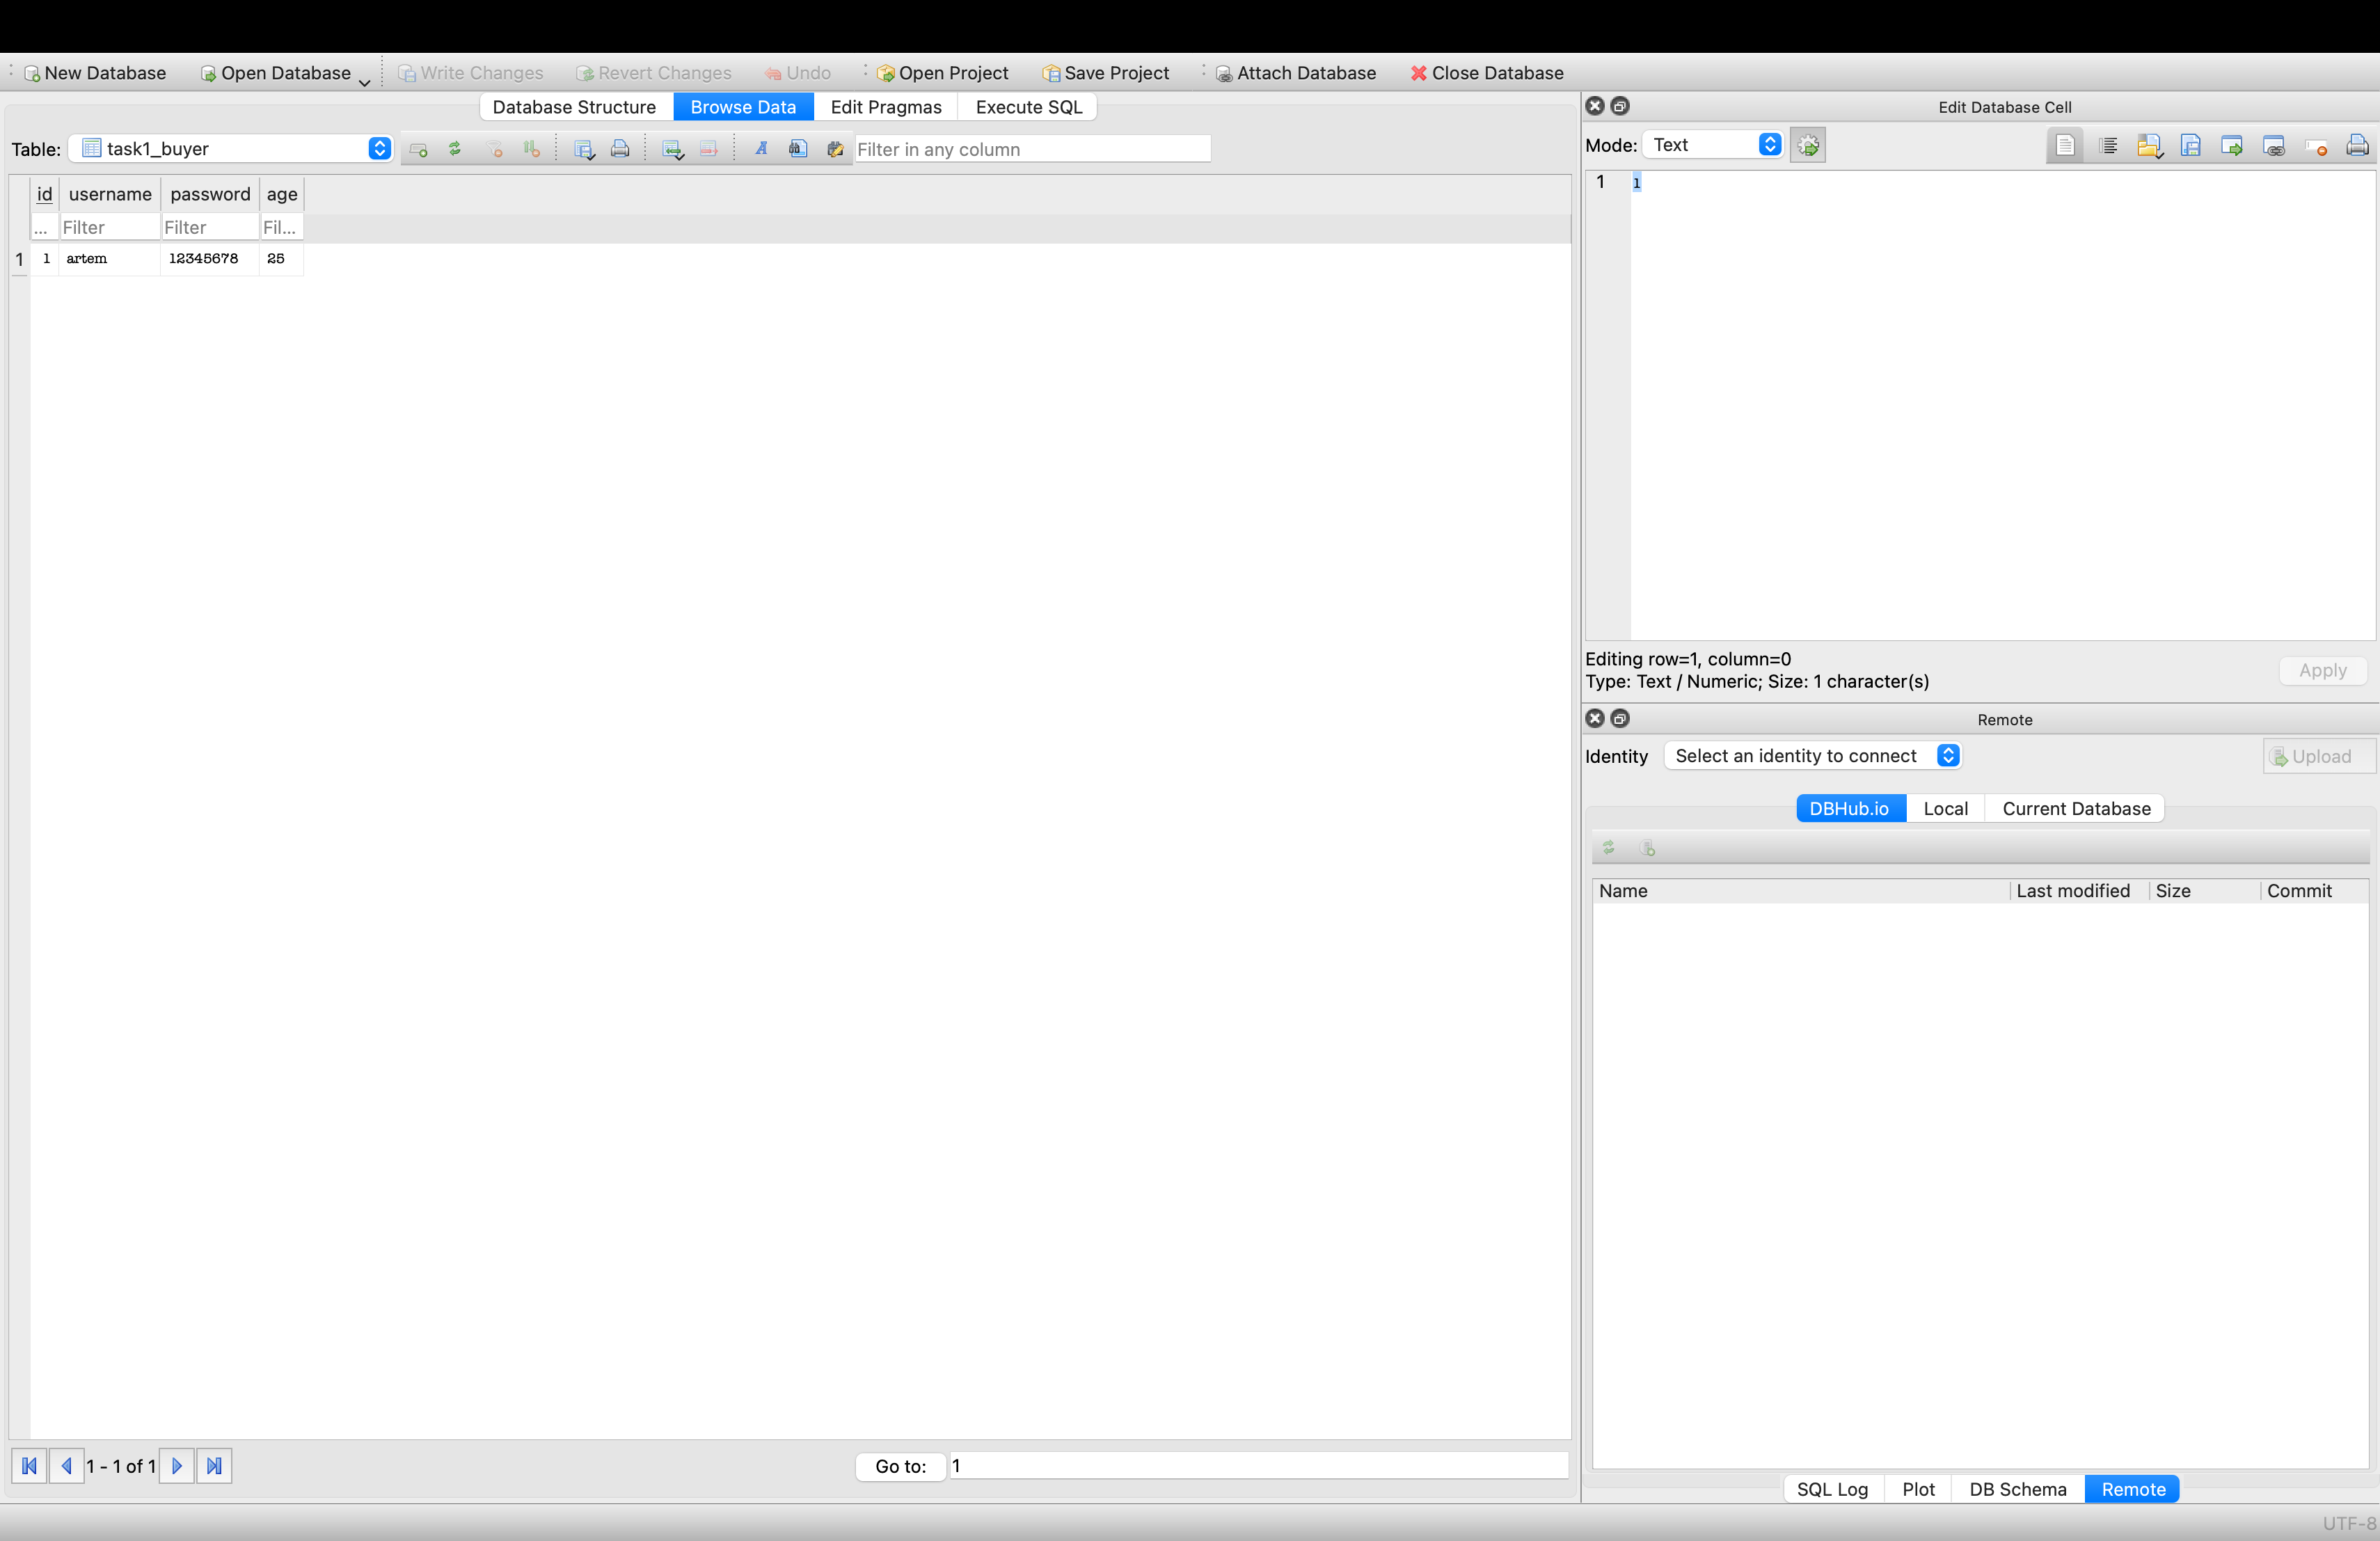 New Database Open Database Write Changes Revert Changes Undo Open Project Save Project Attach Database Close Database
Database Structure Browse Data Edit Pragmas Execute SQL
Table: task1_buyer Filter in any column
id username password age
... Filter Filter Fil...
1 1 artem 12345678 25
1 - 1 of 1 Go to: 1
Edit Database Cell
Mode: Text
1 1
Editing row=1, column=0
Type: Text / Numeric; Size: 1 character(s)
Apply
Remote
Identity Select an identity to connect Upload
DBHub.io Local Current Database
Name Last modified Size Commit
SQL Log Plot DB Schema Remote
UTF-8